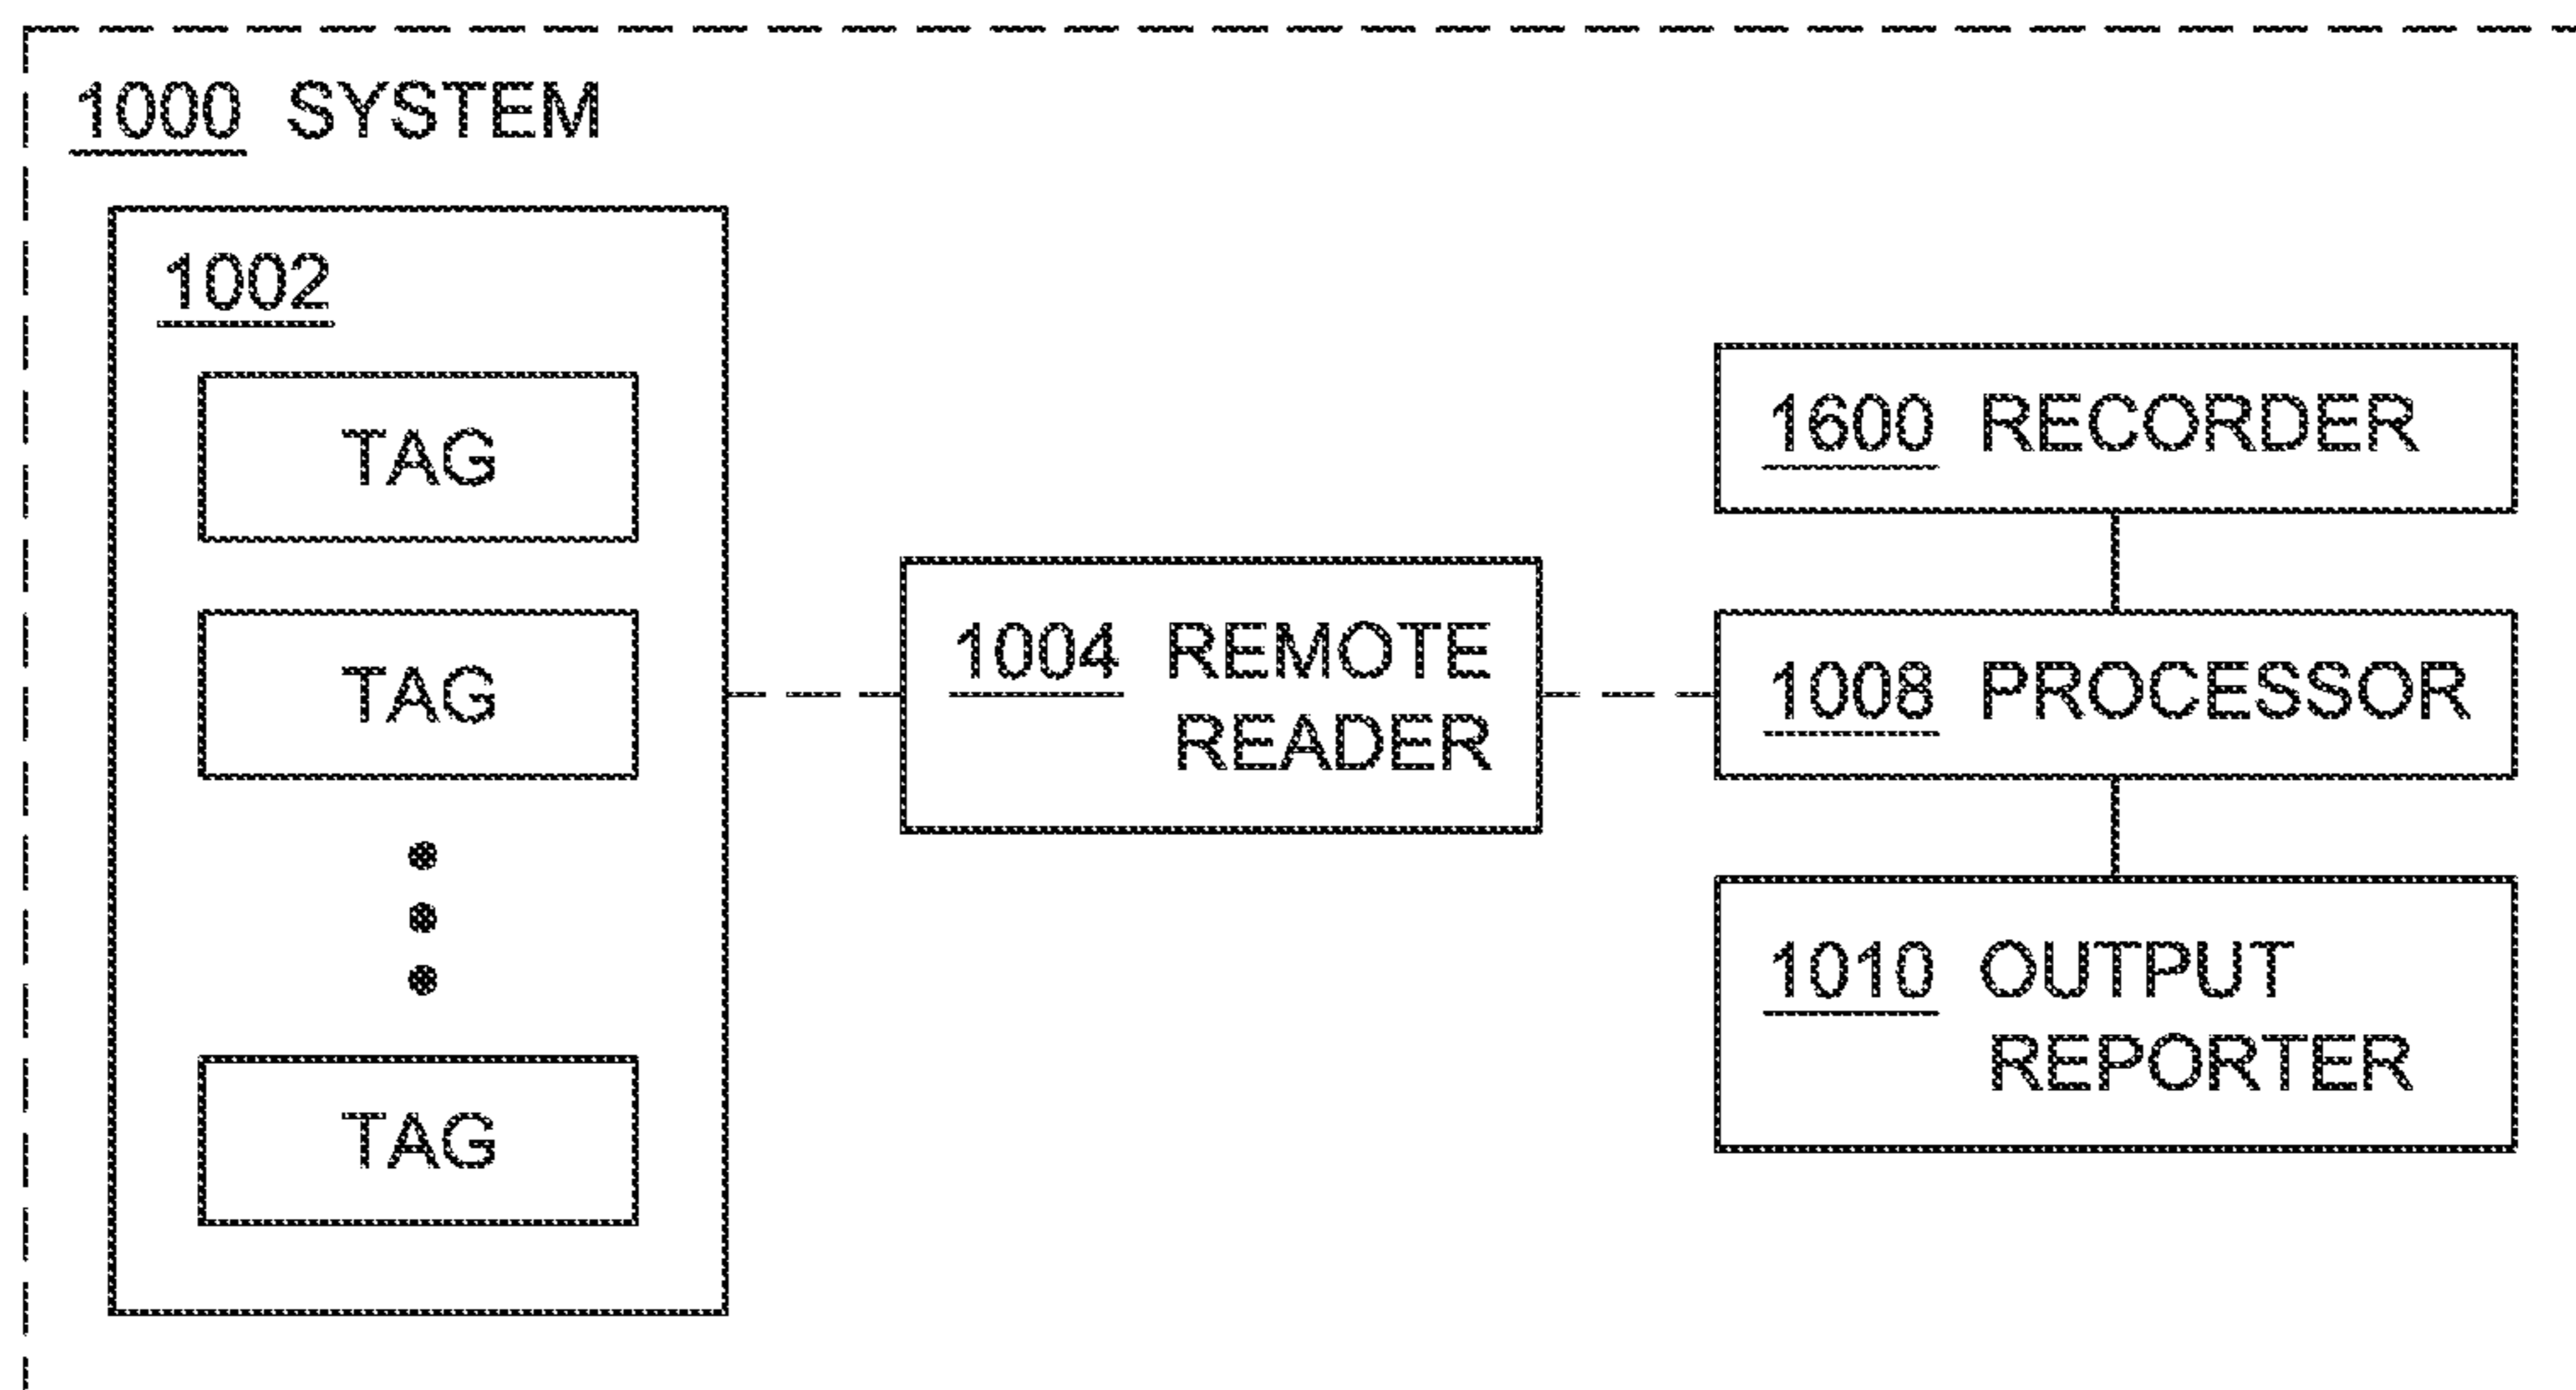 1000 SYSTEM
1002
TAG
TAG
TAG
1004 REMOTE
READER
1600 RECORDER
1008 PROCESSOR
1010 OUTPUT
REPORTER